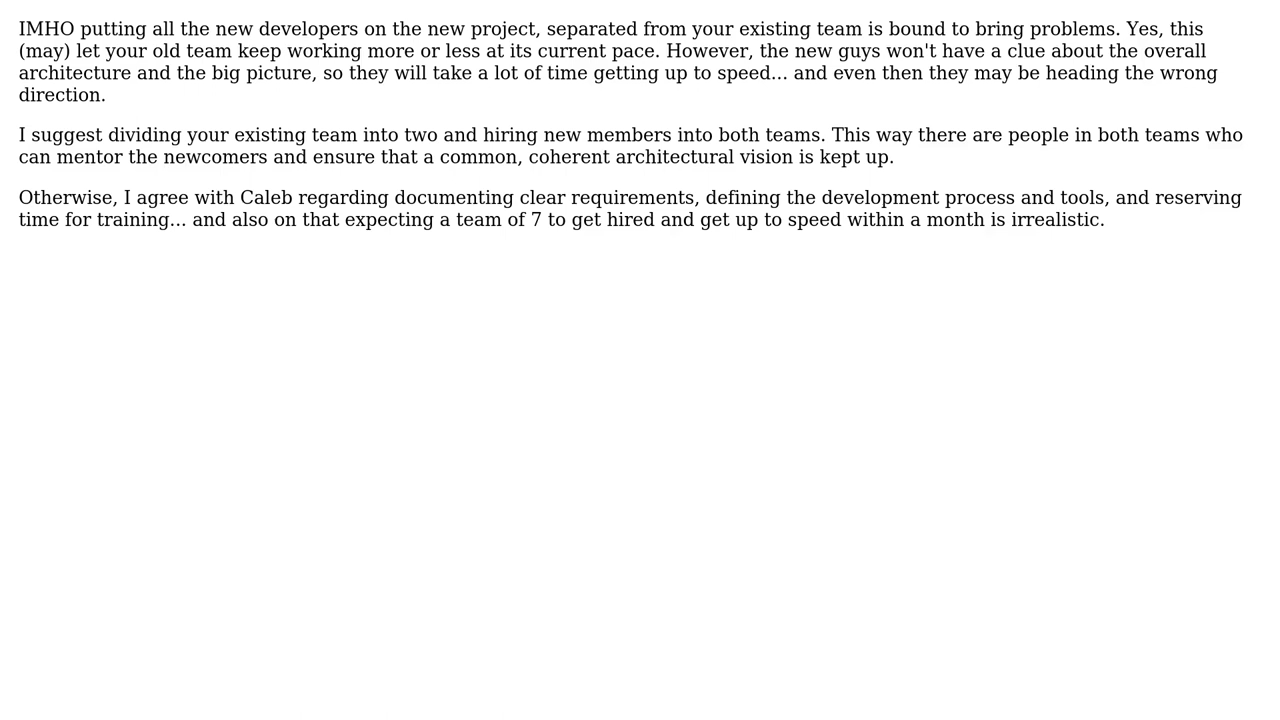 IMHO putting all the new developers on the new project, separated from your existing team is bound to bring problems. Yes, this
(may) let your old team keep working more or less at its current pace. However, the new guys won't have a clue about the overall
architecture and the big picture, so they will take a lot of time getting up to speed... and even then they may be heading the wrong
direction.
I suggest dividing your existing team into two and hiring new members into both teams. This way there are people in both teams who
can mentor the newcomers and ensure that a common, coherent architectural vision is kept up.
Otherwise, I agree with Caleb regarding documenting clear requirements, defining the development process and tools, and reserving
time for training... and also on that expecting a team of 7 to get hired and get up to speed within a month is irrealistic.